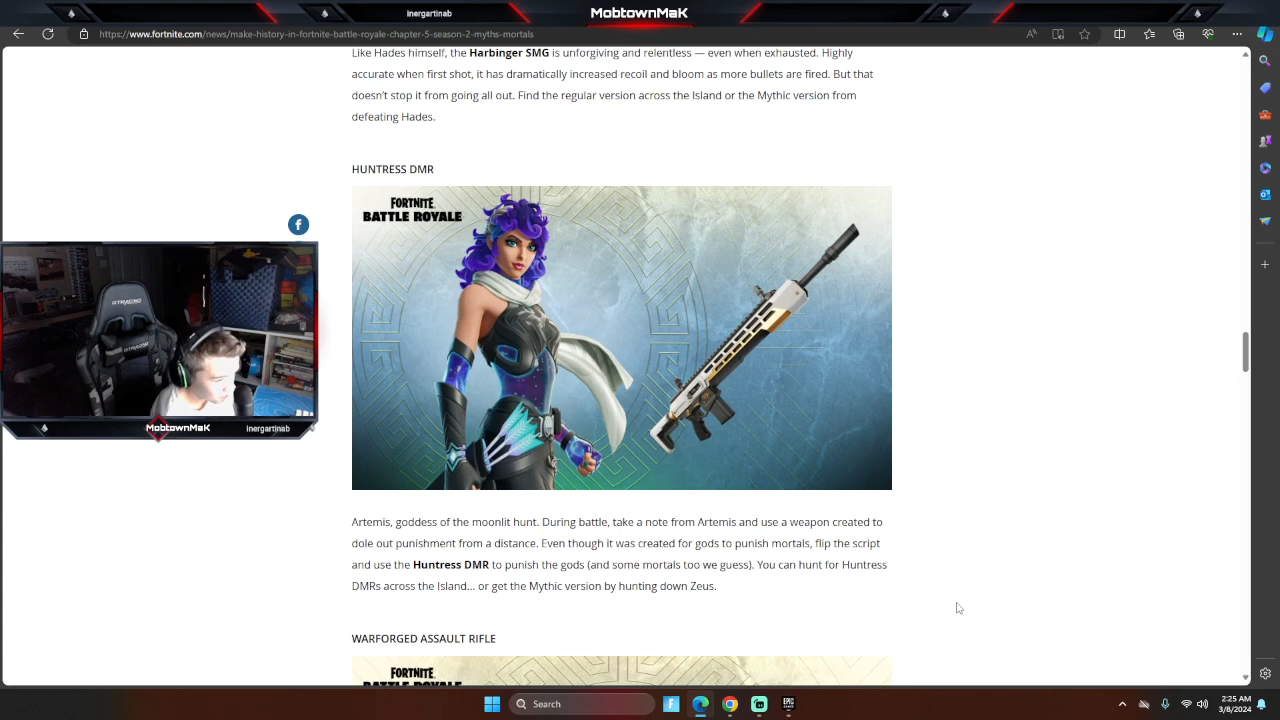 inergartinab
MobtownMaK
https://www.fortnite.com/news/make-history-in-fortnite-battle-royale-chapter-5-season-2-myths-mortals
Like Hades himself, the Harbinger SMG is unforgiving and relentless — even when exhausted. Highly
accurate when first shot, it has dramatically increased recoil and bloom as more bullets are fired. But that
doesn't stop it from going all out. Find the regular version across the Island or the Mythic version from
defeating Hades.
HUNTRESS DMR
FORTNITE
BATTLE ROYALE
GTRACING
GTRACING
MobtownMaK
inergartinab
Artemis, goddess of the moonlit hunt. During battle, take a note from Artemis and use a weapon created to
dole out punishment from a distance. Even though it was created for gods to punish mortals, flip the script
and use the Huntress DMR to punish the gods (and some mortals too we guess). You can hunt for Huntress
DMRs across the Island... or get the Mythic version by hunting down Zeus.
WARFORGED ASSAULT RIFLE
FORTNITE
BATTLE ROYALE
Search
2:25 AM
3/8/2024